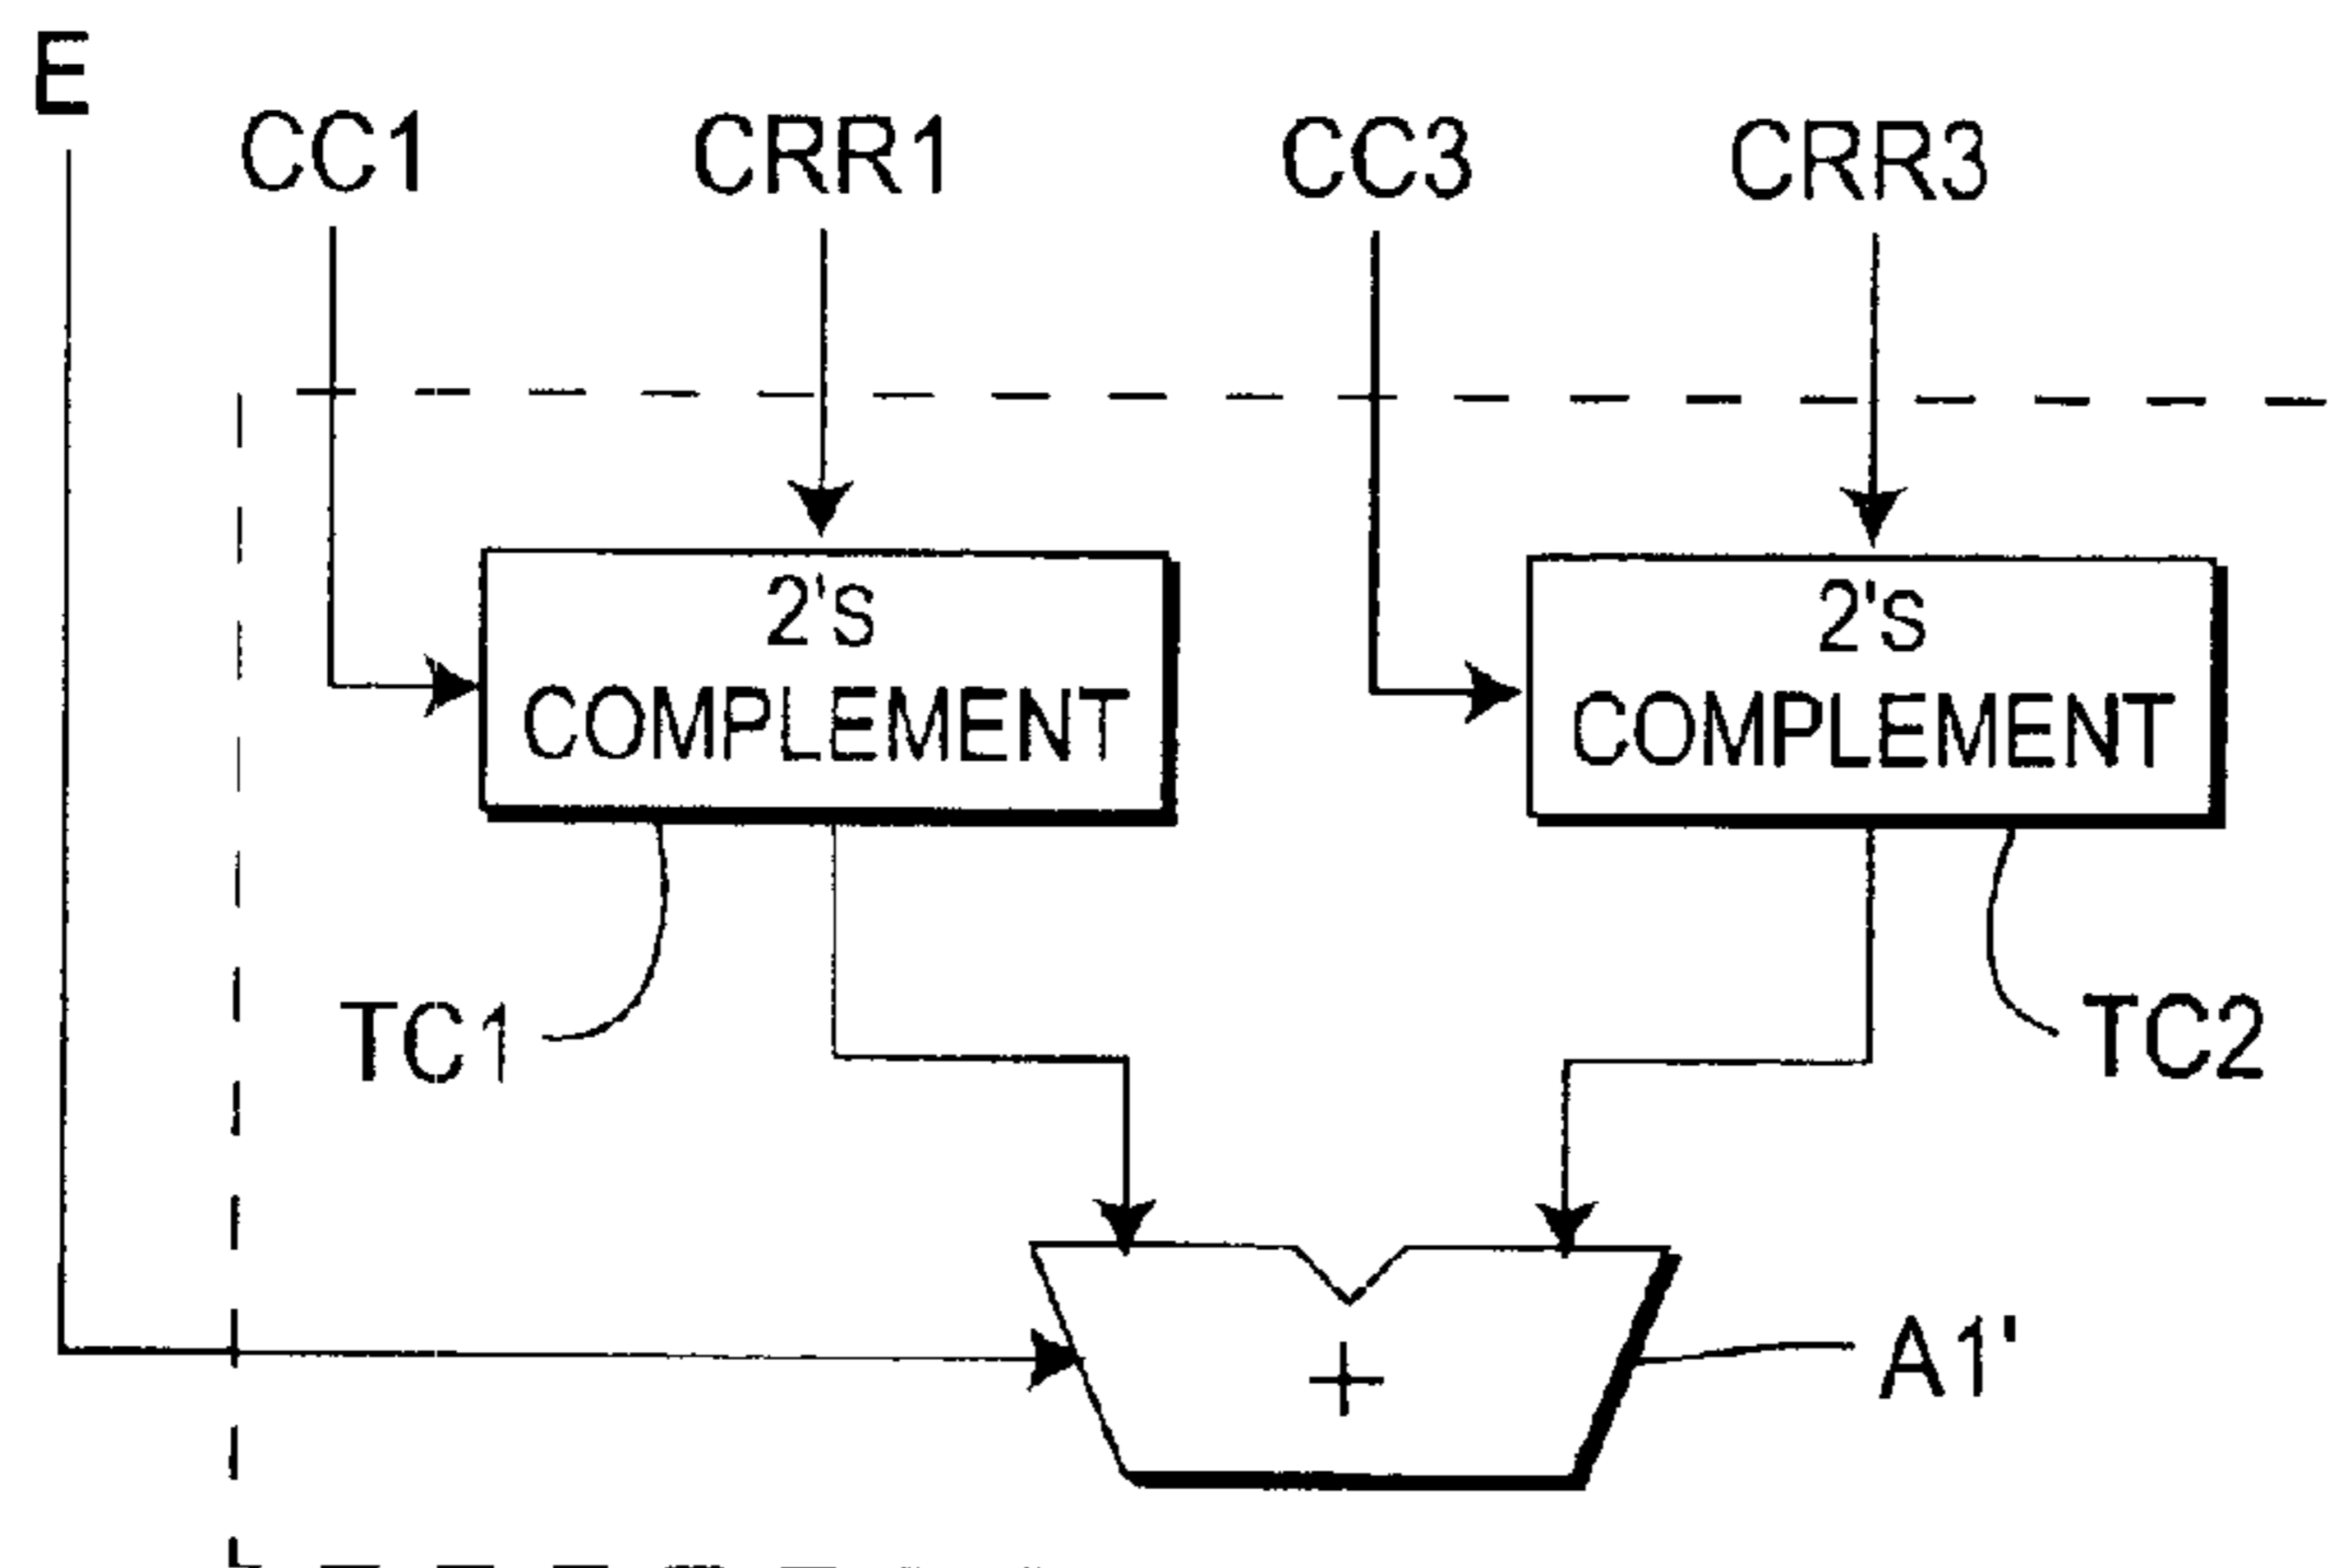 E
CC1
CRR1
CC3
CRR3
2's
COMPLEMENT
2's
COMPLEMENT
TC1
TC2
+
A1'